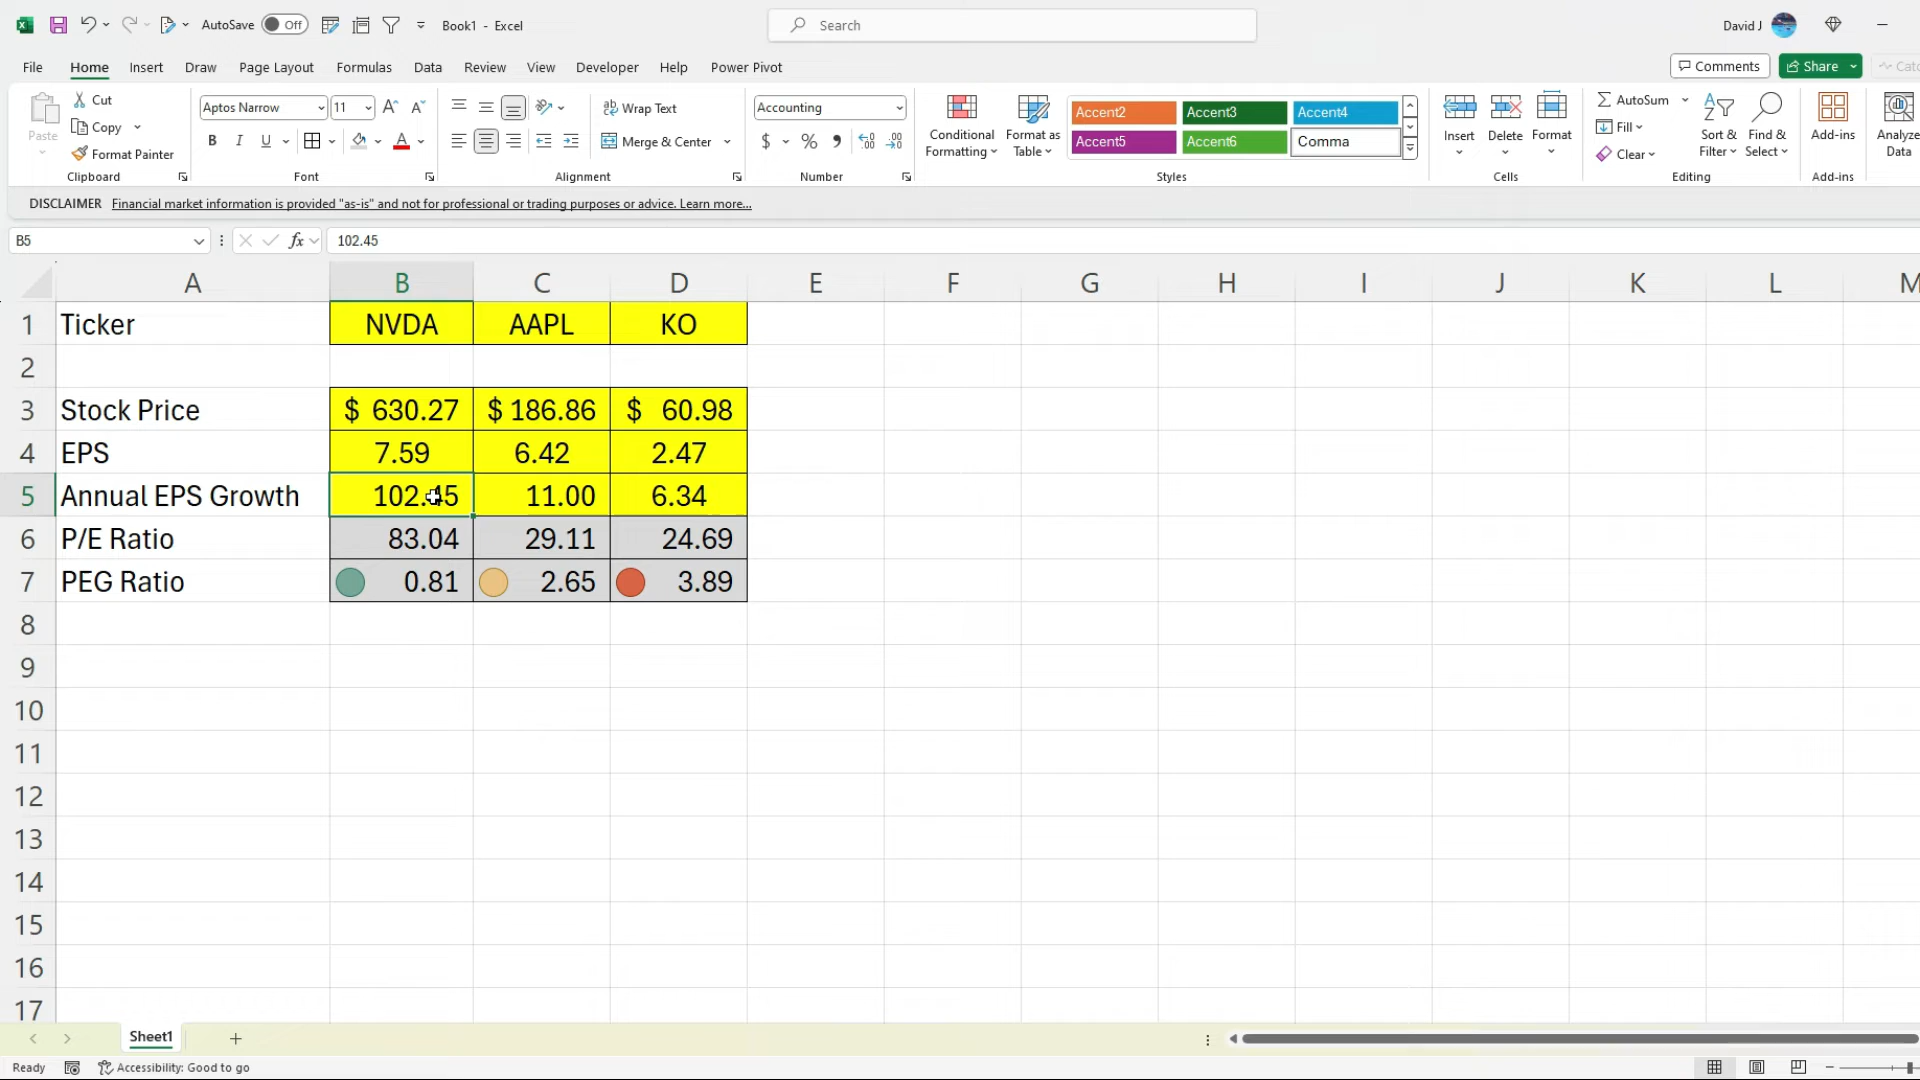 AutoSave Off Book1 - Excel Search David J
File Home Insert Draw Page Layout Formulas Data Review View Developer Help Power Pivot Comments Share
Paste Cut Copy Format Painter Clipboard
Aptos Narrow 11 B I U A Font
Wrap Text Merge & Center Alignment
Accounting $ % Number
Conditional Formatting Format as Table
Accent2 Accent3 Accent4
Accent5 Accent6 Comma
Styles
Insert Delete Format Cells
AutoSum Fill Clear Sort & Filter Find & Select Editing
Add-ins Add-ins
Analyze Data
DISCLAIMER Financial market information is provided "as-is" and not for professional or trading purposes or advice. Learn more...
B5 fx 102.45
A B C D E F G H I J K L M
1 Ticker NVDA AAPL KO
2
3 Stock Price $ 630.27 $ 186.86 $ 60.98
4 EPS 7.59 6.42 2.47
5 Annual EPS Growth 102.45 11.00 6.34
6 P/E Ratio 83.04 29.11 24.69
7 PEG Ratio 0.81 2.65 3.89
8
9
10
11
12
13
14
15
16
17
Sheet1
Ready Accessibility: Good to go